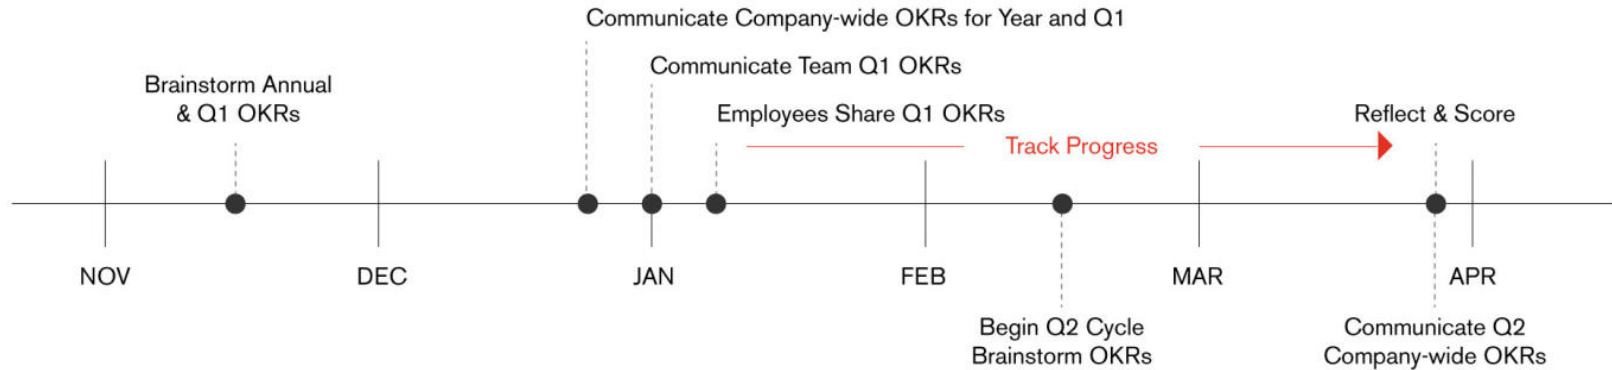 Communicate Company-wide OKRs for Year and Q1
Communicate Team Q1 OKRs
Brainstorm Annual
& Q1 OKRs
Employees Share Q1 OKRs
Reflect & Score
Track Progress
NOV
DEC
JAN
FEB
MAR
APR
Begin Q2 Cycle
Brainstorm OKRs
Communicate Q2
Company-wide OKRs